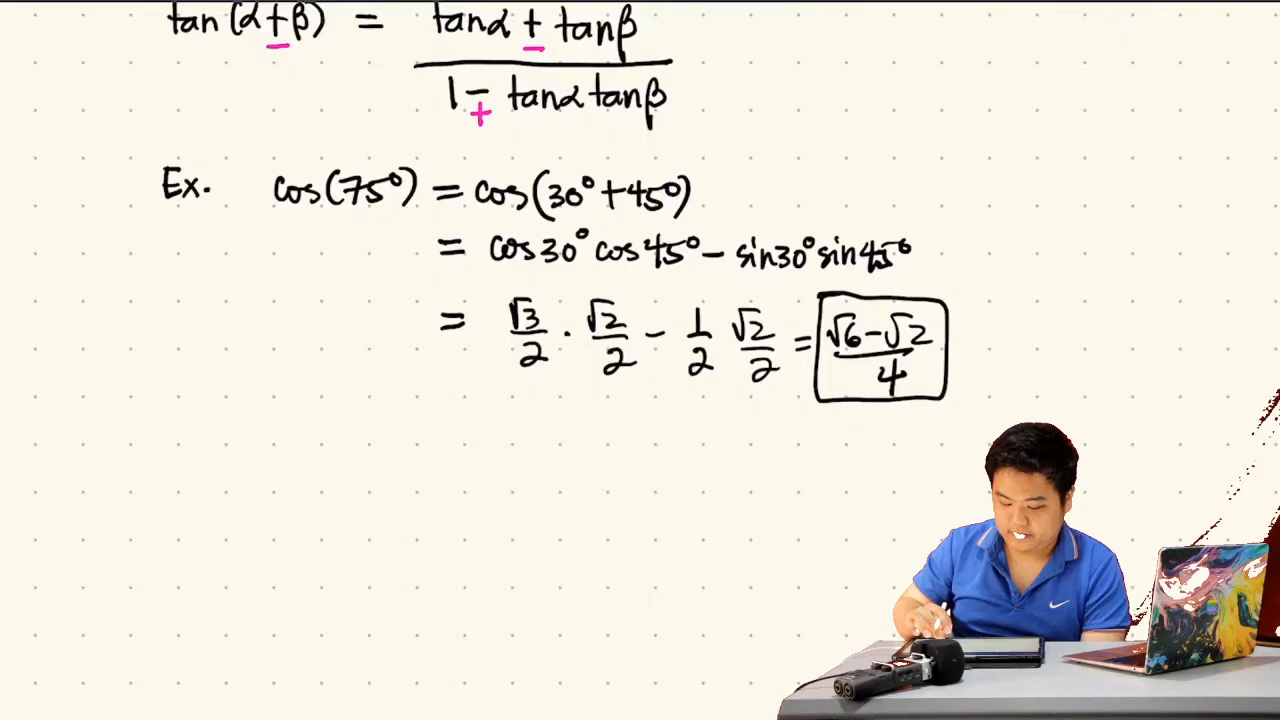 tan(α+β) = tanα + tanβ
−    −
1 − tanα tanβ
+
Ex. cos(75°) = cos(30°+45°)
= cos30° cos45° − sin30° sin45°
= √3/2 · √2/2 − 1/2 √2/2 = √6−√2/4